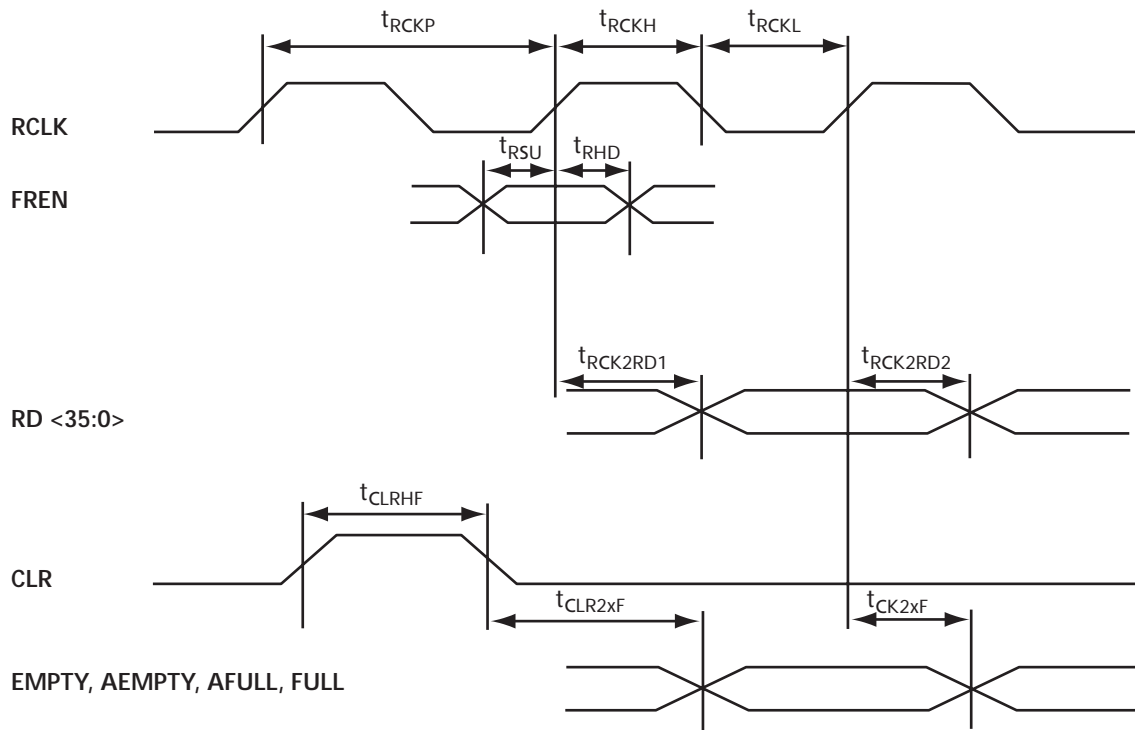 tRCKP tRCKH tRCKL
RCLK
tRSU tRHD
FREN
tRCK2RD1 tRCK2RD2
RD <35:0>
tCLRHF
CLR
tCLR2xF tCK2xF
EMPTY, AEMPTY, AFULL, FULL